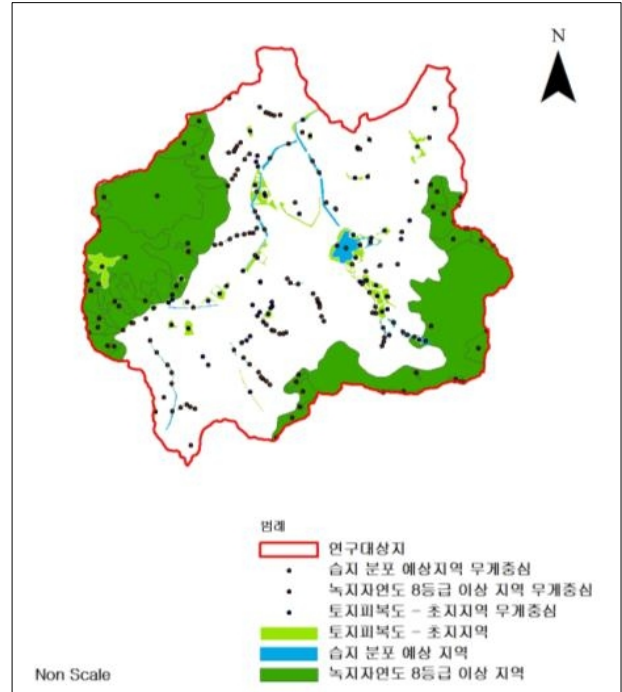 N
범례
연구대상지
습지 분포 예상지역 무게중심
녹지자연도 8등급 이상 지역 무게중심
토지피복도 - 초지지역 무게중심
토지피복도 - 초지지역
습지 분포 예상 지역
녹지자연도 8등급 이상 지역
Non Scale